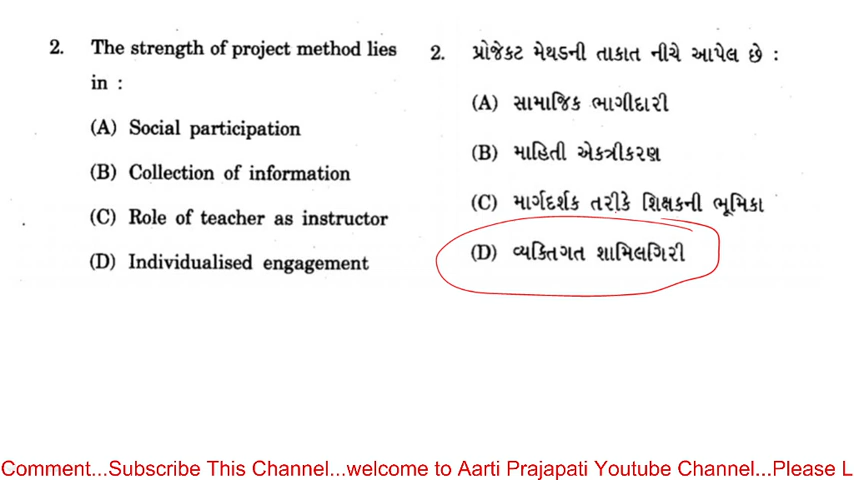 2. The strength of project method lies
in :
(A) Social participation
(B) Collection of information
(C) Role of teacher as instructor
(D) Individualised engagement
2. પ્રોજેક્ટ મેથડની તાકાત નીચે આપેલ છે :
(A) સામાજિક ભાગીદારી
(B) માહિતી એકત્રીકરણ
(C) માર્ગદર્શક તરીકે શિક્ષકની ભૂમિકા
(D) વ્યક્તિગત શામિલગિરી
Comment...Subscribe This Channel...welcome to Aarti Prajapati Youtube Channel...Please L